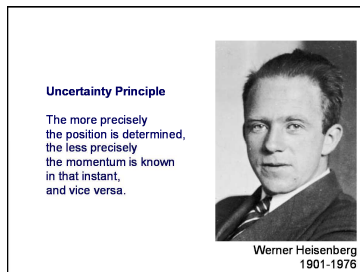 Uncertainty Principle
The more precisely
the position is determined,
the less precisely
the momentum is known
in that instant,
and vice versa.
Werner Heisenberg
1901-1976